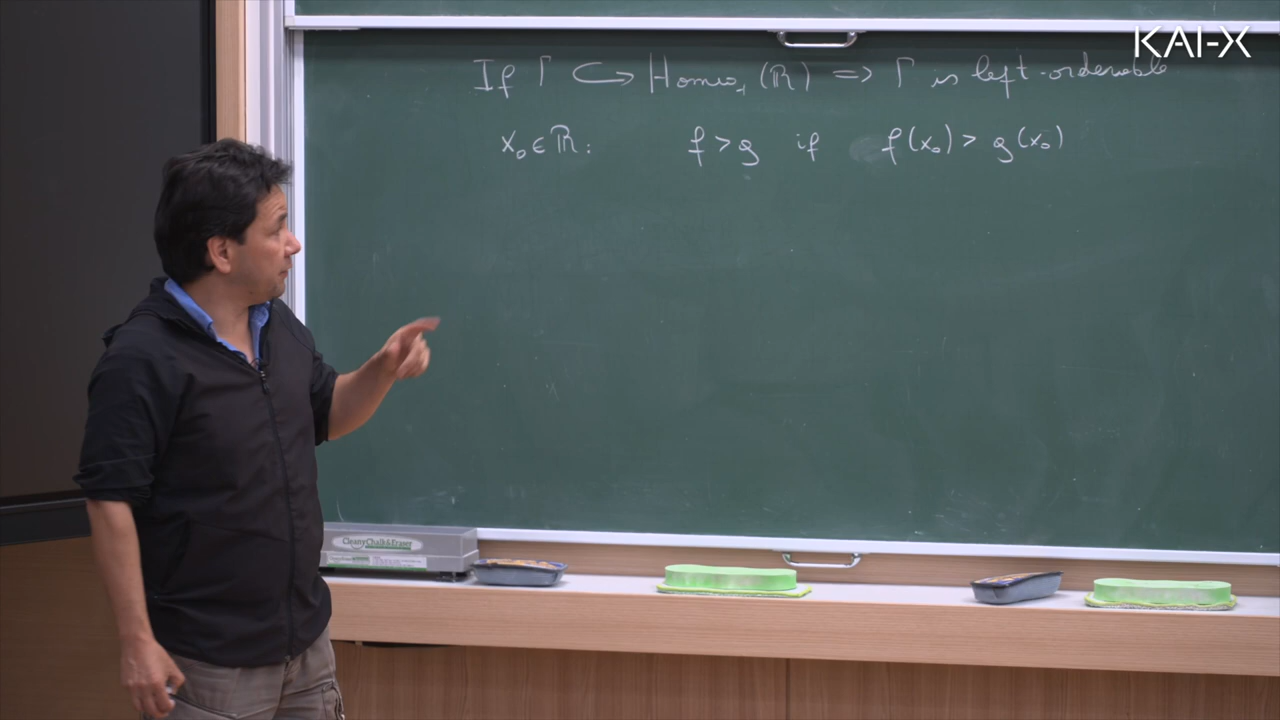 KAI-X
If Γ ↪ Homeo₊(ℝ) ⇒ Γ is left-orderable
x₀ ∈ ℝ: f > g if f(x₀) > g(x₀)
CleanyChalk&Eraser